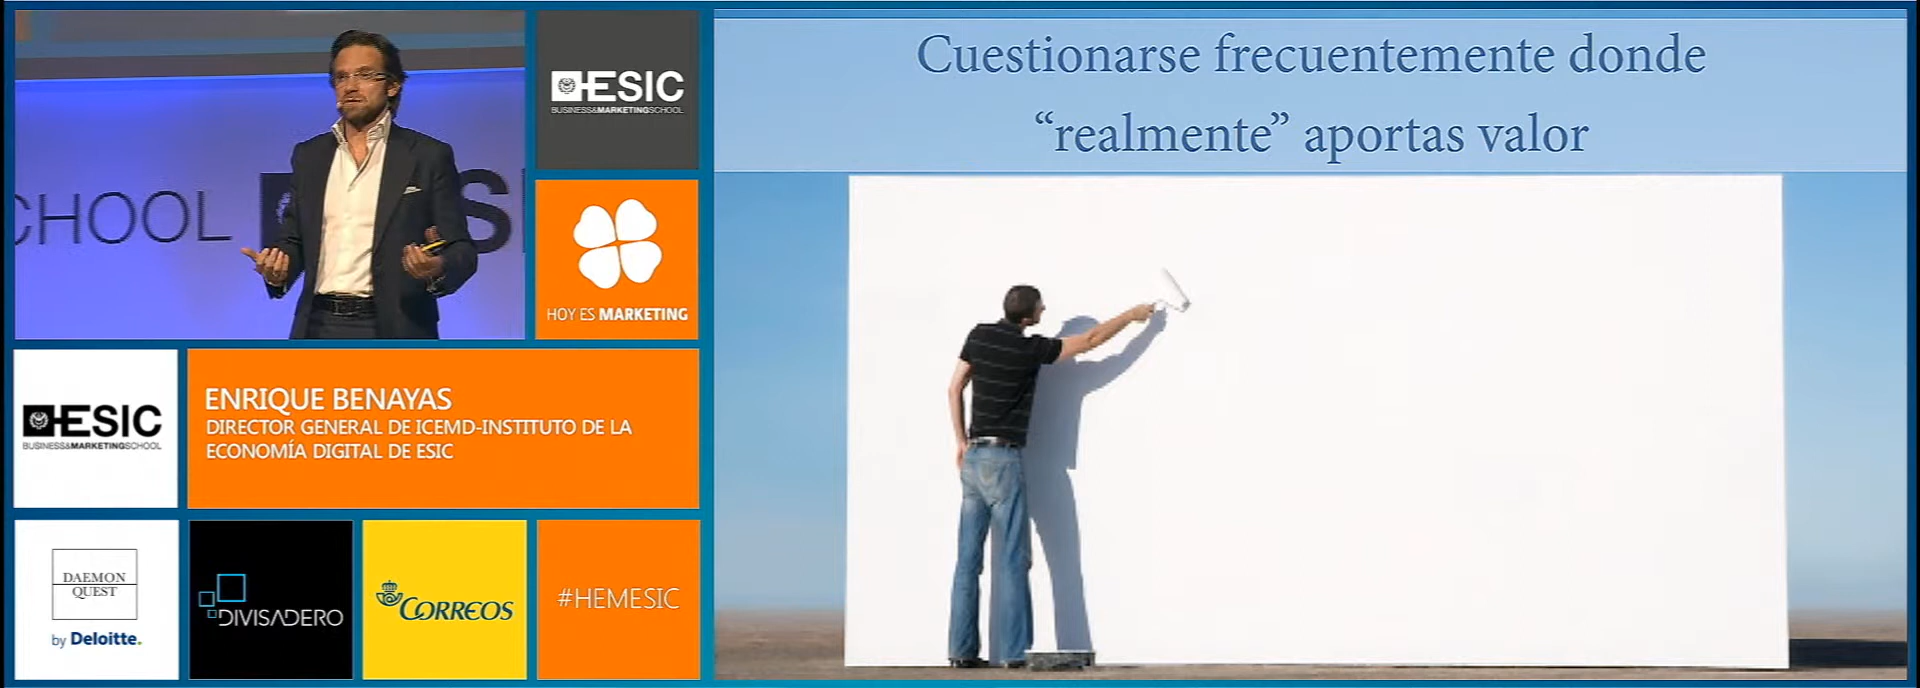 CHOOL ESI
ESIC
BUSINESS&MARKETINGSCHOOL
HOY ES MARKETING
ESIC
BUSINESS&MARKETINGSCHOOL
ENRIQUE BENAYAS
DIRECTOR GENERAL DE ICEMD-INSTITUTO DE LA
ECONOMÍA DIGITAL DE ESIC
DAEMON
QUEST
by Deloitte.
DIVISADERO
CORREOS
#HEMESIC
Cuestionarse frecuentemente donde
“realmente” aportas valor